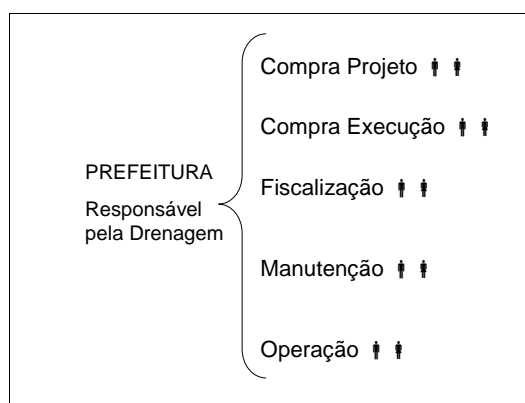 Compra Projeto
Compra Execução
PREFEITURA
Responsável
pela Drenagem
Fiscalização
Manutenção
Operação